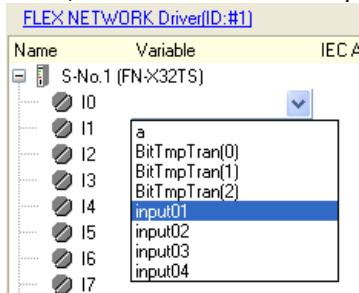 FLEX NETWORK Driver(ID:#1)
Name Variable IEC A
S-No.1 (FN-X32TS)
I0
I1
I2
I3
I4
I5
I6
I7
a
BitTmpTran(0)
BitTmpTran(1)
BitTmpTran(2)
input01
input02
input03
input04